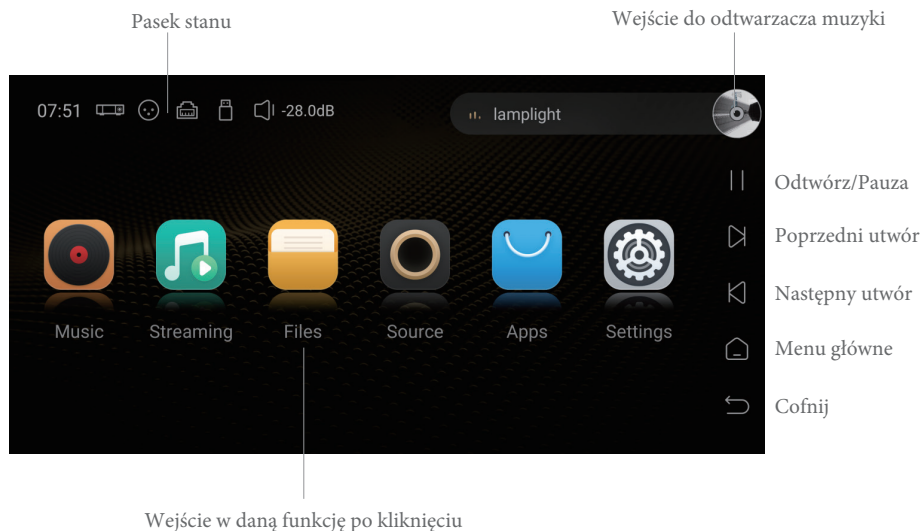 Pasek stanu
Wejście do odtwarzacza muzyki
07:51
-28.0dB
lamplight
Odtwórz/Pauza
Poprzedni utwór
Następny utwór
Menu główne
Cofnij
Music
Streaming
Files
Source
Apps
Settings
Wejście w daną funkcję po kliknięciu